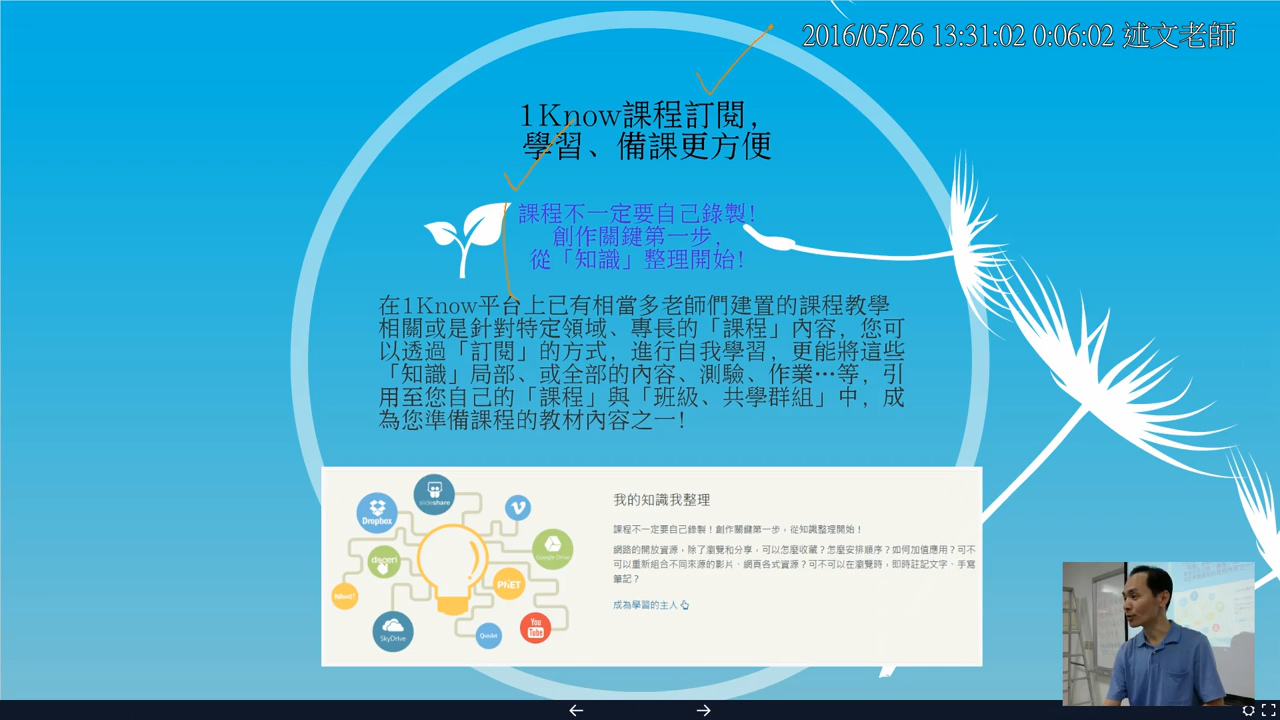 2016/05/26 13:31:02 0:06:02 述文老師
1Know課程訂閱，
學習、備課更方便
課程不一定要自己錄製！
創作關鍵第一步，
從「知識」整理開始！
在1Know平台上已有相當多老師們建置的課程教學
相關或是針對特定領域、專長的「課程」內容，您可
以透過「訂閱」的方式，進行自我學習，更能將這些
「知識」局部、或全部的內容、測驗、作業…等，引
用至您自己的「課程」與「班級、共學群組」中，成
為您準備課程的教材內容之一！
slideshare
Dropbox
Google Drive
PhET
SkyDrive
Quizlet
You
Tube
我的知識我整理
課程不一定要自己錄製！創作關鍵第一步，從知識整理開始！
網路的開放資源，除了瀏覽和分享，可以怎麼收藏？怎麼安排順序？如何加值應用？可不
可以重新組合不同來源的影片、網頁各式資源？可不可以在瀏覽時，即時註記文字、手寫
筆記？
成為學習的主人